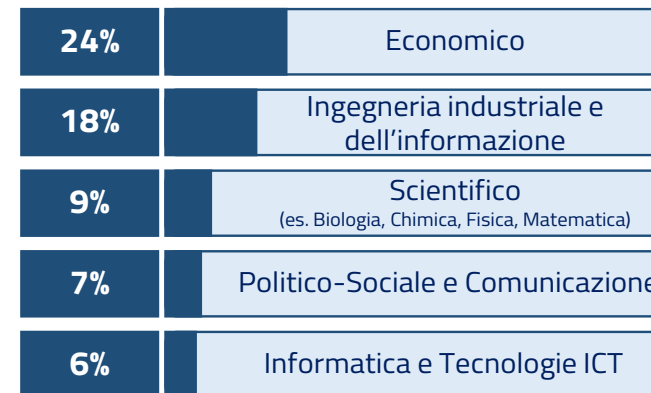 24%
Economico
18%
Ingegneria industriale e
dell'informazione
9%
Scientifico
(es. Biologia, Chimica, Fisica, Matematica)
7%
Politico-Sociale e Comunicazione
6%
Informatica e Tecnologie ICT